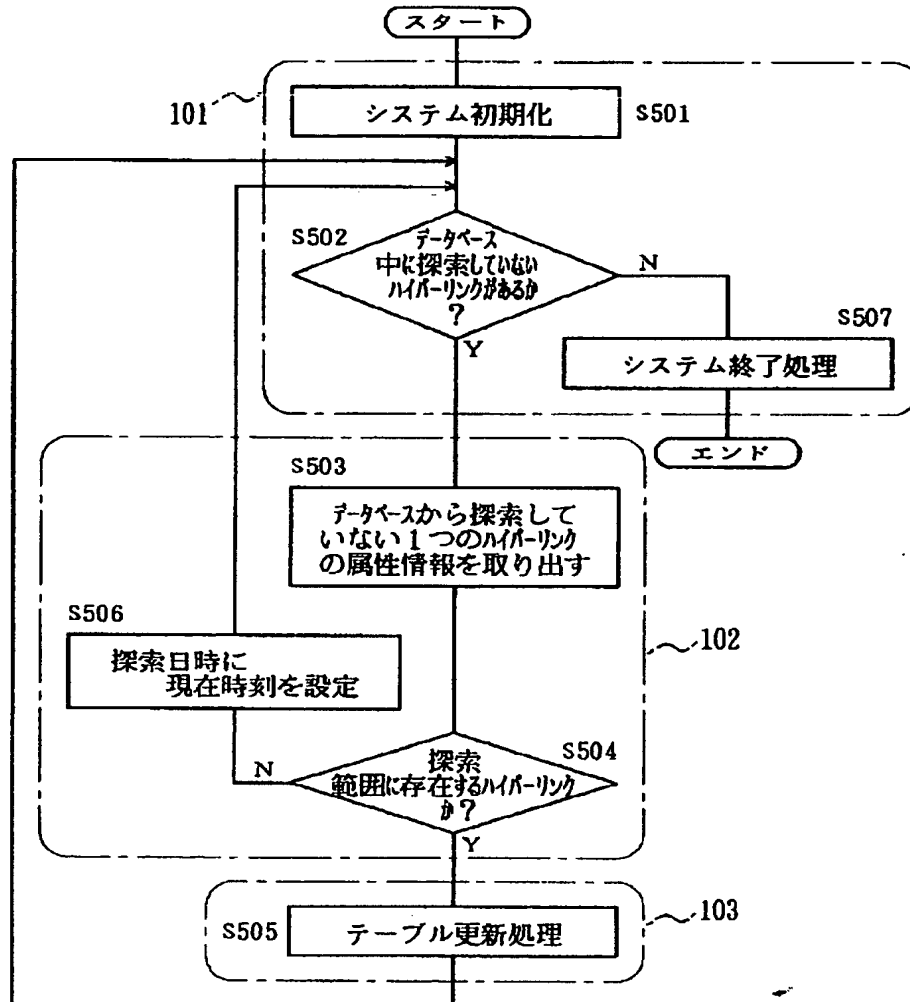 スタート
101
システム初期化
S501
S502
データベース
中に探索していない
ハイパーリンクがあるか
?
N
Y
S507
システム終了処理
エンド
S503
データベースから探索して
いない1つのハイパーリンク
の属性情報を取り出す
S506
探索日時に
現在時刻を設定
102
S504
探索
範囲に存在するハイパーリンク
か?
N
Y
103
S505
テーブル更新処理